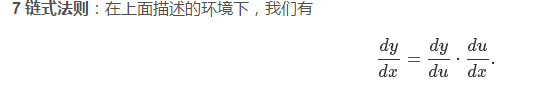 7 链式法则：在上面描述的环境下，我们有
dy/dx = dy/du · du/dx.